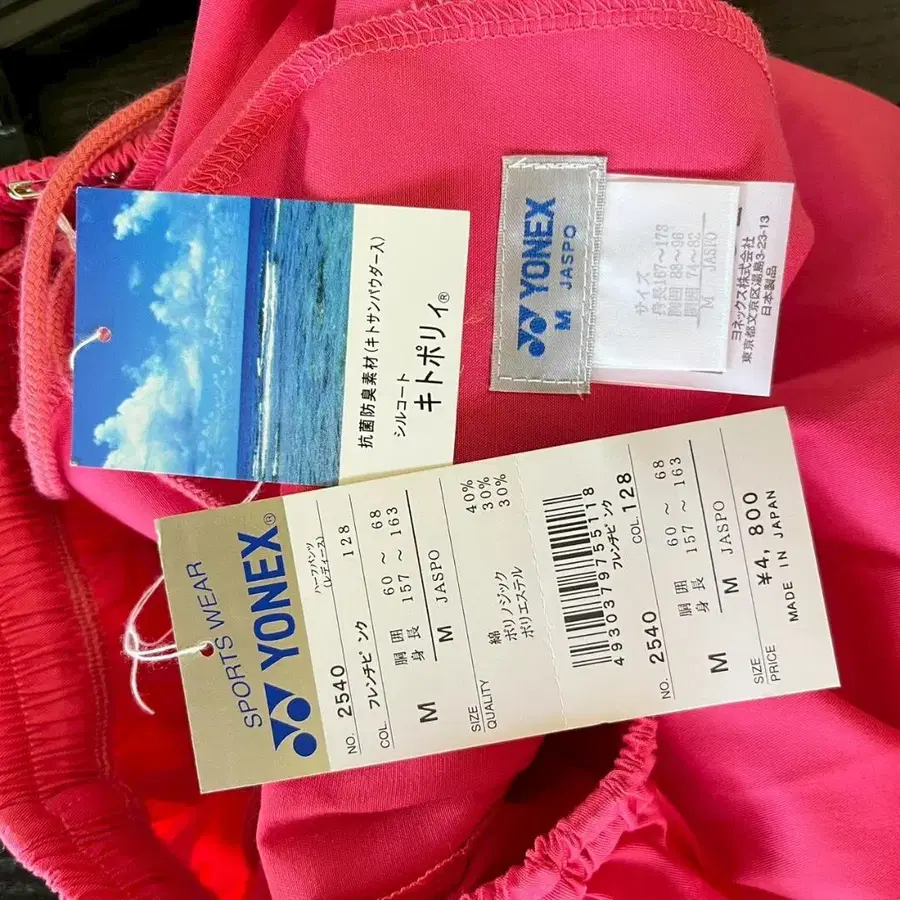 抗菌防臭素材(キトサンパウダー入)
シルコート
キトポリィ®
YONEX
M JASPO
サイズ
身長167～173
胸囲 88～96
胴囲 74～82
M JASPO
ヨネックス株式会社
東京都文京区湯島3-23-13
日本製品
SPORTS WEAR
YONEX®
ハーフパンツ
(レディース)
NO. 2540 128
COL. フレンチピンク
胴囲 60～68
身長 157～163
SIZE M JASPO
QUALITY
綿 40%
ポリノジック 30%
ポリエステル 30%
4930379755118
フレンチピンク
COL. 128
NO. 2540
胴囲 60～68
身長 157～163
M
SIZE M JASPO
PRICE ¥4,800
MADE IN JAPAN